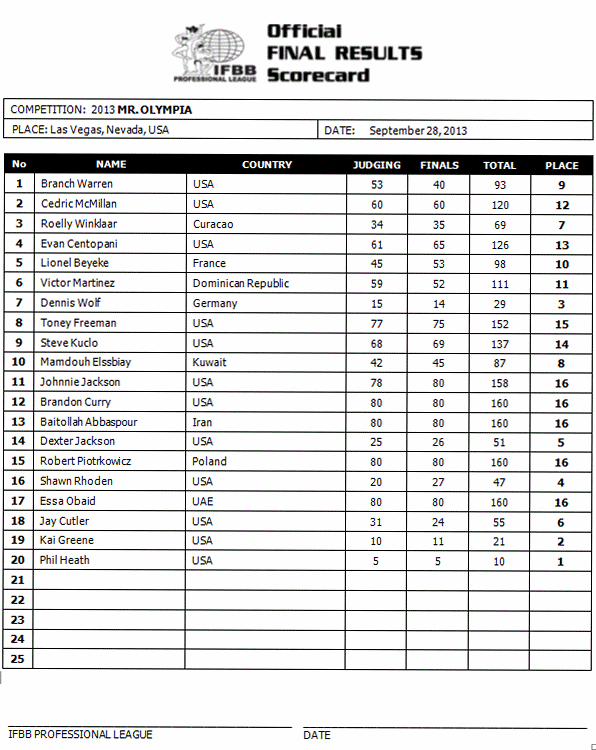 Official
FINAL RESULTS
Scorecard
IFBB
PROFESSIONAL LEAGUE
COMPETITION: 2013 MR. OLYMPIA
PLACE: Las Vegas, Nevada, USA DATE: September 28, 2013
No NAME COUNTRY JUDGING FINALS TOTAL PLACE
1 Branch Warren USA 53 40 93 9
2 Cedric McMillan USA 60 60 120 12
3 Roelly Winklaar Curacao 34 35 69 7
4 Evan Centopani USA 61 65 126 13
5 Lionel Beyeke France 45 53 98 10
6 Victor Martinez Dominican Republic 59 52 111 11
7 Dennis Wolf Germany 15 14 29 3
8 Toney Freeman USA 77 75 152 15
9 Steve Kuclo USA 68 69 137 14
10 Mamdouh Elssbiay Kuwait 42 45 87 8
11 Johnnie Jackson USA 78 80 158 16
12 Brandon Curry USA 80 80 160 16
13 Baitollah Abbaspour Iran 80 80 160 16
14 Dexter Jackson USA 25 26 51 5
15 Robert Piotrkowicz Poland 80 80 160 16
16 Shawn Rhoden USA 20 27 47 4
17 Essa Obaid UAE 80 80 160 16
18 Jay Cutler USA 31 24 55 6
19 Kai Greene USA 10 11 21 2
20 Phil Heath USA 5 5 10 1
21
22
23
24
25
IFBB PROFESSIONAL LEAGUE DATE